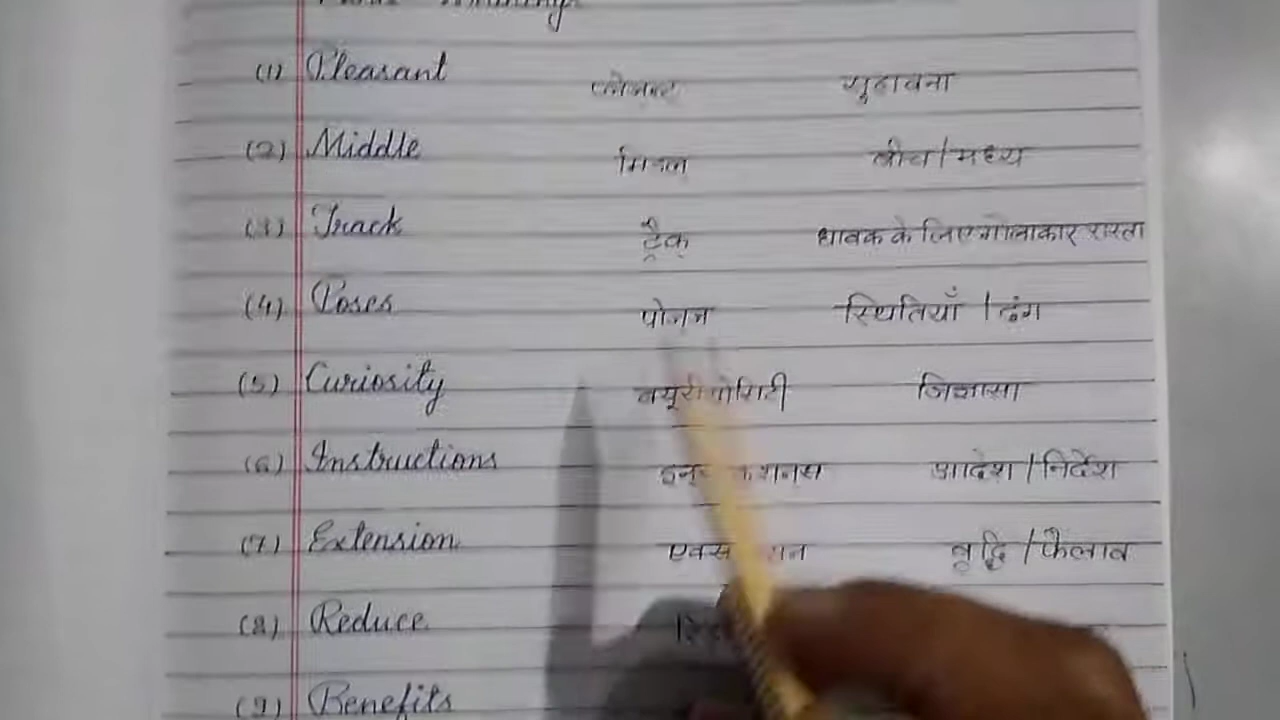 (1) Pleasant प्लेजन्ट सुहावना
(2) Middle मिडल बीच/मध्य
(3) Track ट्रैक धावक के लिए गोलाकार रास्ता
(4) Poses पोजन स्थितियाँ / ढंग
(5) Curiosity जिज्ञासा
(6) Instructions आदेश / निर्देश
(7) Extension वृद्धि / फैलाव
(8) Reduce
(9) Benefits